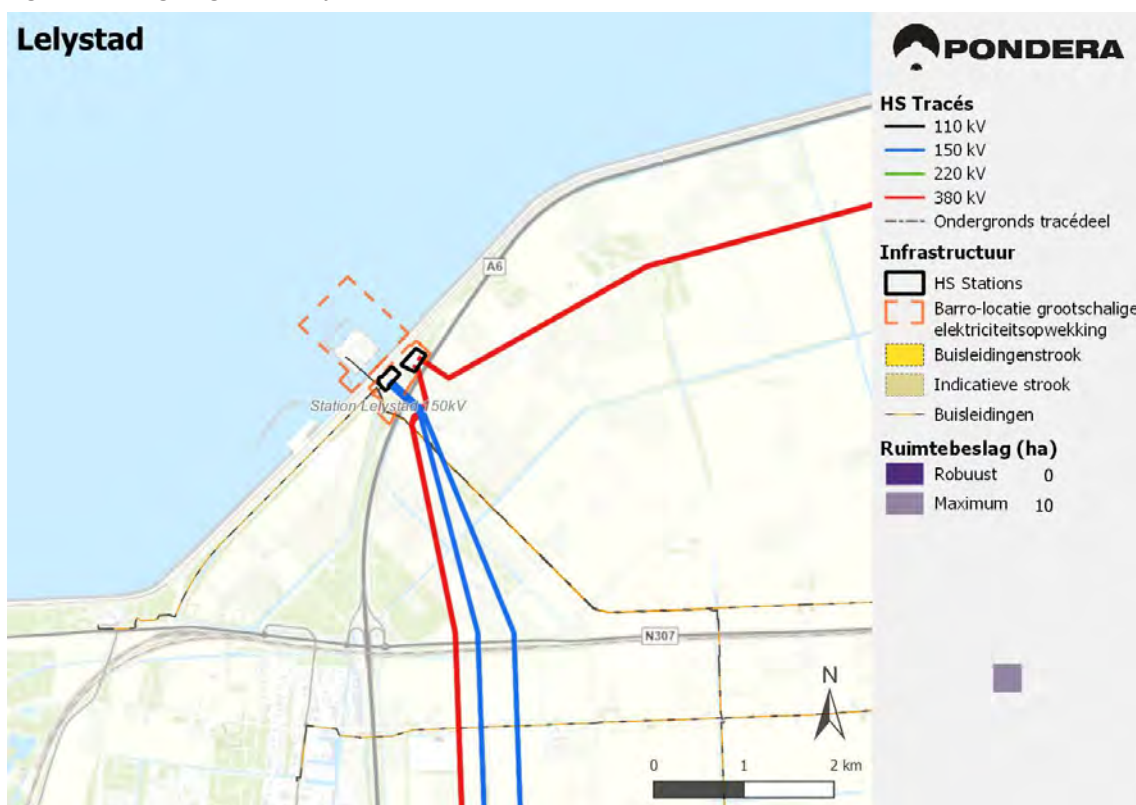 Lelystad
A6
Station Lelystad 150kV
N307
N
0 1 2 km
PONDERA
HS Tracés
110 kV
150 kV
220 kV
380 kV
Ondergronds tracédeel
Infrastructuur
HS Stations
Barro-locatie grootschalige
elektriciteitsopwekking
Buisleidingenstrook
Indicatieve strook
Buisleidingen
Ruimtebeslag (ha)
Robuust 0
Maximum 10